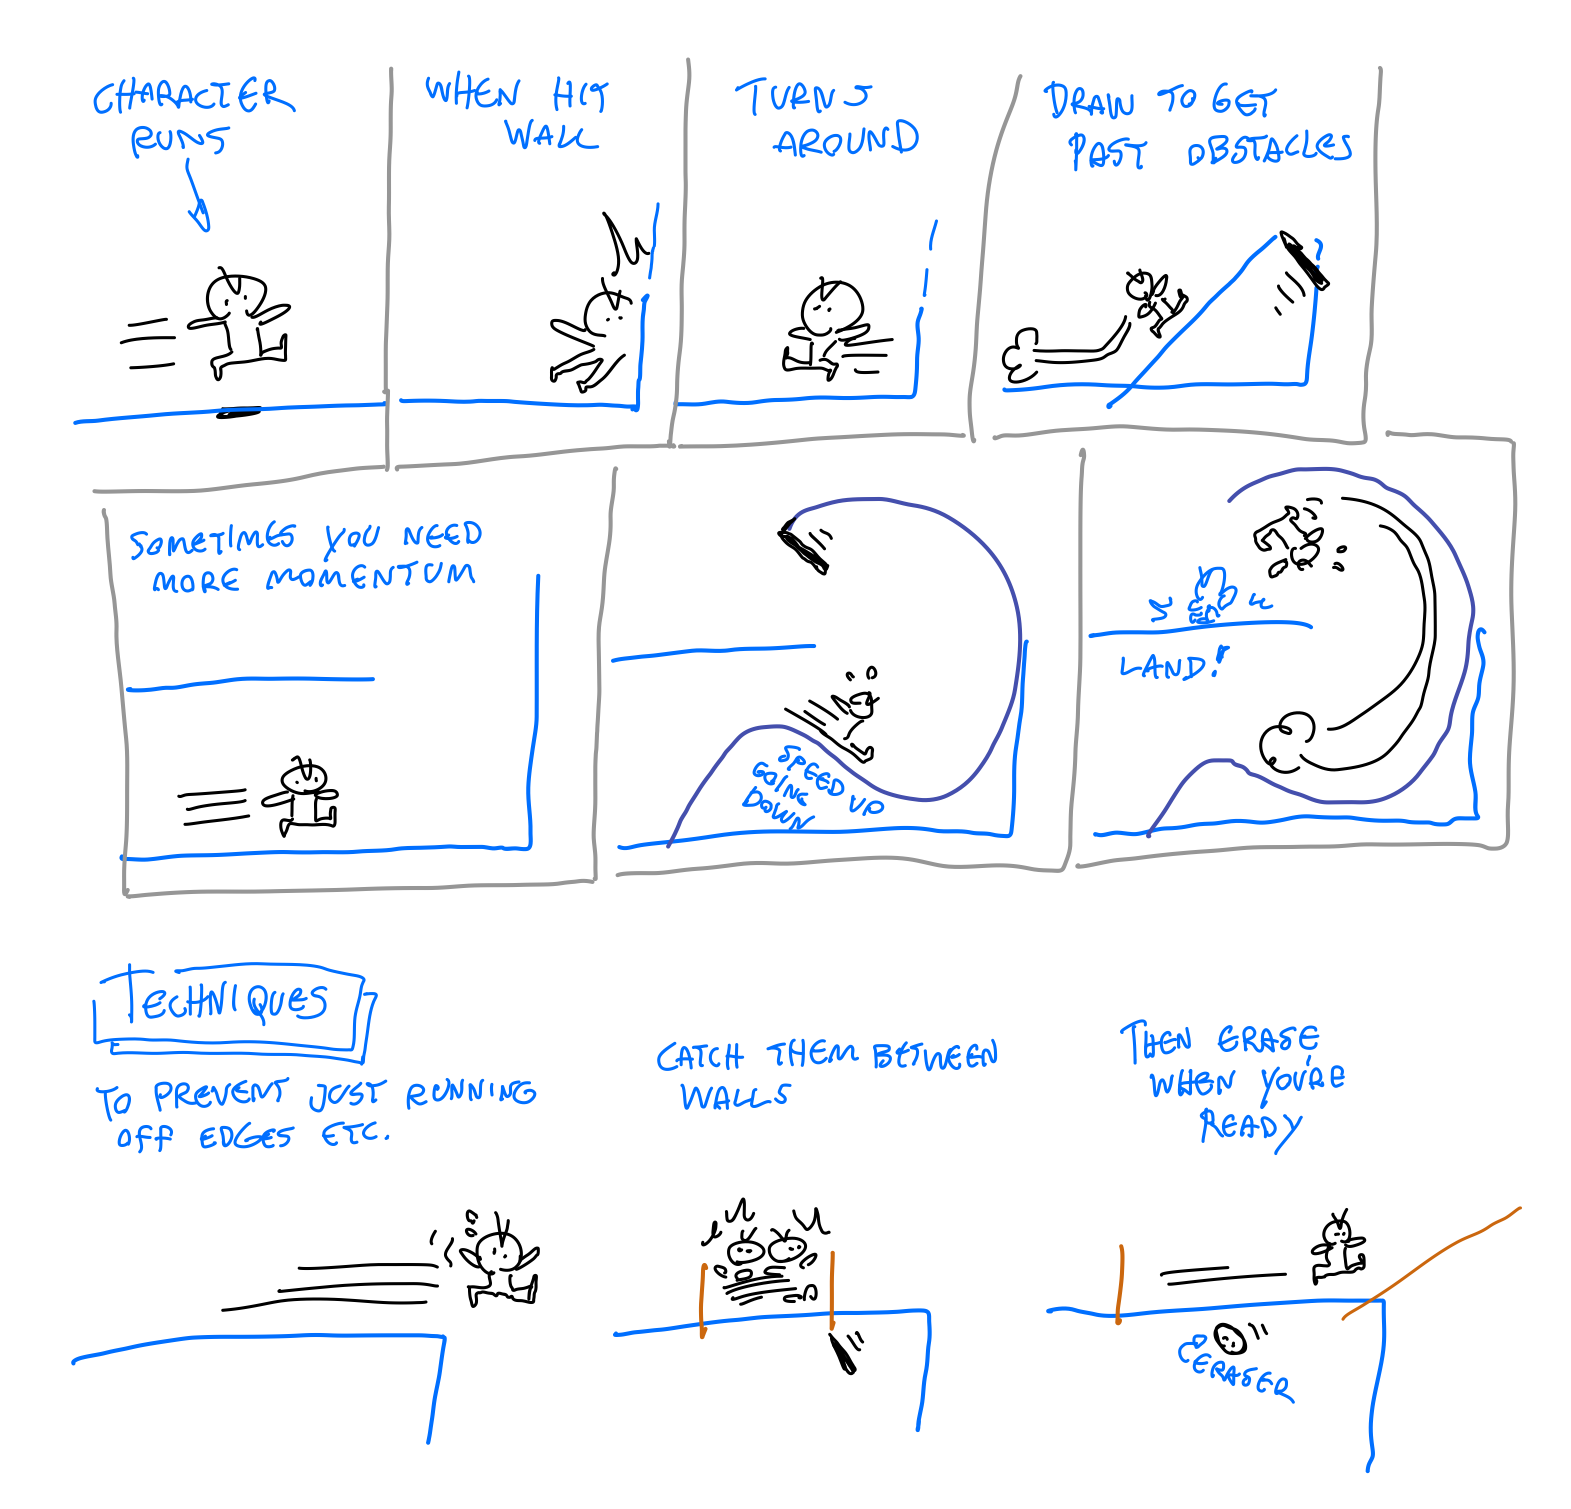 CHARACTER
RUNS
WHEN HIT
WALL
TURNS
AROUND
DRAW TO GET
PAST OBSTACLES
SOMETIMES YOU NEED
MORE MOMENTUM
SPEED UP
GOING
DOWN
LAND!
TECHNIQUES
TO PREVENT JUST RUNNING
OFF EDGES ETC.
CATCH THEM BETWEEN
WALLS
THEN ERASE
WHEN YOU'RE
READY
ERASER